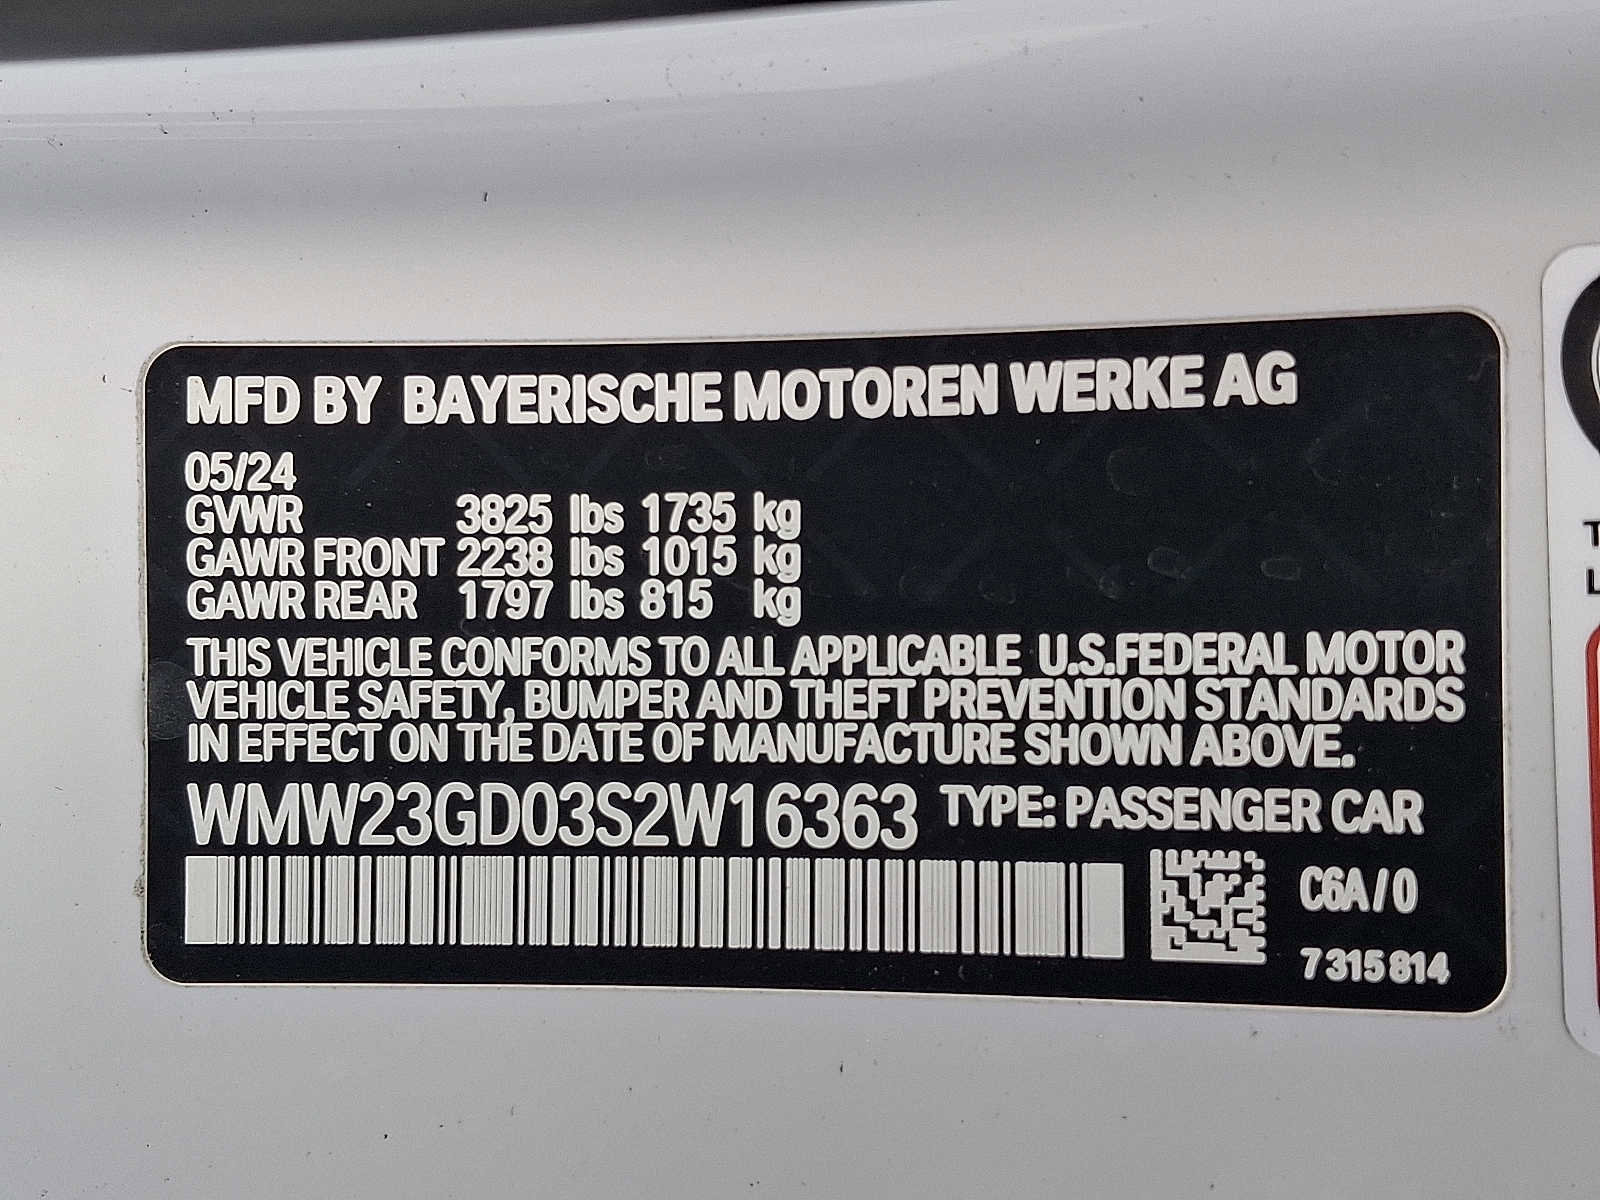 MFD BY BAYERISCHE MOTOREN WERKE AG
05/24
GVWR 3825 lbs 1735 kg
GAWR FRONT 2238 lbs 1015 kg
GAWR REAR 1797 lbs 815 kg
THIS VEHICLE CONFORMS TO ALL APPLICABLE U.S.FEDERAL MOTOR
VEHICLE SAFETY, BUMPER AND THEFT PREVENTION STANDARDS
IN EFFECT ON THE DATE OF MANUFACTURE SHOWN ABOVE.
WMW23GD03S2W16363 TYPE: PASSENGER CAR
C6A/0
7315814